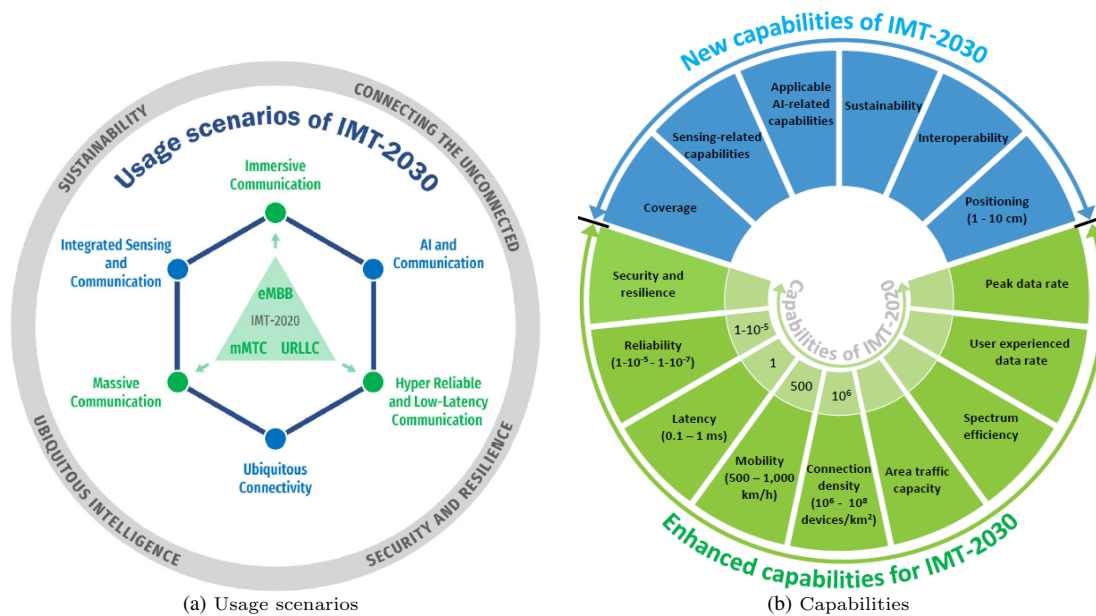 SUSTAINABILITY
CONNECTING THE UNCONNECTED
UBIQUITOUS INTELLIGENCE
SECURITY AND RESILIENCE
Usage scenarios of IMT-2030
Immersive
Communication
Integrated Sensing
and
Communication
AI and
Communication
eMBB
IMT-2020
mMTC URLLC
Massive
Communication
Hyper Reliable
and Low-Latency
Communication
Ubiquitous
Connectivity
(a) Usage scenarios
New capabilities of IMT-2030
Coverage
Sensing-related
capabilities
Applicable
AI-related
capabilities
Sustainability
Interoperability
Positioning
(1 - 10 cm)
Security and
resilience
Reliability
(1-10⁻⁵ - 1-10⁻⁷)
Latency
(0.1 – 1 ms)
Mobility
(500 – 1,000
km/h)
Connection
density
(10⁶ - 10⁸
devices/km²)
Area traffic
capacity
Spectrum
efficiency
User experienced
data rate
Peak data rate
1-10⁻⁵
1
500
10⁶
Capabilities of IMT-2020
Enhanced capabilities for IMT-2030
(b) Capabilities